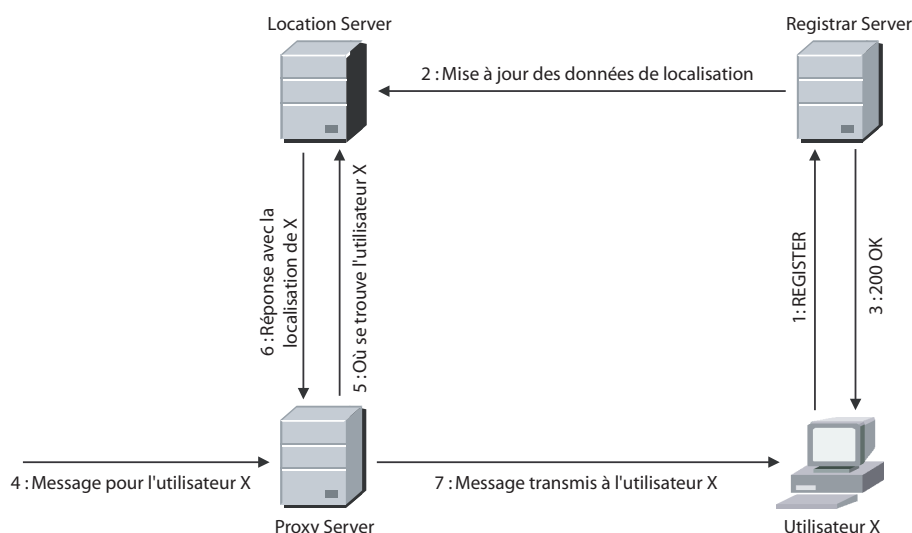 Location Server
Registrar Server
2 : Mise à jour des données de localisation
6 : Réponse avec la
localisation de X
5 : Où se trouve l'utilisateur X
1: REGISTER
3 : 200 OK
4 : Message pour l'utilisateur X
7 : Message transmis à l'utilisateur X
Proxy Server
Utilisateur X